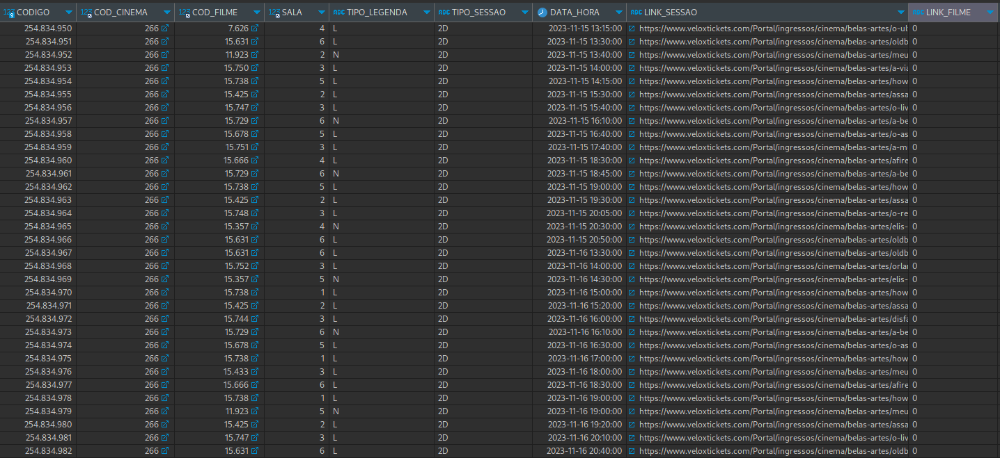 123 CODIGO 123 COD_CINEMA 123 COD_FILME 123 SALA ABC TIPO_LEGENDA ABC TIPO_SESSAO DATA_HORA ABC LINK_SESSAO ABC LINK_FILME
254.834.950 266 7.626 4 L 2D 2023-11-15 13:15:00 https://www.veloxtickets.com/Portal/ingressos/cinema/belas-artes/o-ul 0
254.834.951 266 15.631 6 L 2D 2023-11-15 13:30:00 https://www.veloxtickets.com/Portal/ingressos/cinema/belas-artes/oldb 0
254.834.952 266 11.923 2 N 2D 2023-11-15 13:40:00 https://www.veloxtickets.com/Portal/ingressos/cinema/belas-artes/meu 0
254.834.953 266 15.750 3 L 2D 2023-11-15 14:00:00 https://www.veloxtickets.com/Portal/ingressos/cinema/belas-artes/a-via 0
254.834.954 266 15.738 5 L 2D 2023-11-15 14:15:00 https://www.veloxtickets.com/Portal/ingressos/cinema/belas-artes/how 0
254.834.955 266 15.425 2 L 2D 2023-11-15 15:30:00 https://www.veloxtickets.com/Portal/ingressos/cinema/belas-artes/assa 0
254.834.956 266 15.747 3 L 2D 2023-11-15 15:40:00 https://www.veloxtickets.com/Portal/ingressos/cinema/belas-artes/o-liv 0
254.834.957 266 15.729 6 N 2D 2023-11-15 16:10:00 https://www.veloxtickets.com/Portal/ingressos/cinema/belas-artes/a-be 0
254.834.958 266 15.678 5 L 2D 2023-11-15 16:40:00 https://www.veloxtickets.com/Portal/ingressos/cinema/belas-artes/o-as 0
254.834.959 266 15.751 3 L 2D 2023-11-15 17:40:00 https://www.veloxtickets.com/Portal/ingressos/cinema/belas-artes/a-m 0
254.834.960 266 15.666 4 L 2D 2023-11-15 18:30:00 https://www.veloxtickets.com/Portal/ingressos/cinema/belas-artes/afire 0
254.834.961 266 15.729 6 N 2D 2023-11-15 18:45:00 https://www.veloxtickets.com/Portal/ingressos/cinema/belas-artes/a-be 0
254.834.962 266 15.738 5 L 2D 2023-11-15 19:00:00 https://www.veloxtickets.com/Portal/ingressos/cinema/belas-artes/how 0
254.834.963 266 15.425 2 L 2D 2023-11-15 19:30:00 https://www.veloxtickets.com/Portal/ingressos/cinema/belas-artes/assa 0
254.834.964 266 15.748 3 L 2D 2023-11-15 20:05:00 https://www.veloxtickets.com/Portal/ingressos/cinema/belas-artes/o-re 0
254.834.965 266 15.357 4 N 2D 2023-11-15 20:30:00 https://www.veloxtickets.com/Portal/ingressos/cinema/belas-artes/elis- 0
254.834.966 266 15.631 6 L 2D 2023-11-15 20:50:00 https://www.veloxtickets.com/Portal/ingressos/cinema/belas-artes/oldb 0
254.834.967 266 15.631 6 L 2D 2023-11-16 13:30:00 https://www.veloxtickets.com/Portal/ingressos/cinema/belas-artes/oldb 0
254.834.968 266 15.752 3 L 2D 2023-11-16 14:00:00 https://www.veloxtickets.com/Portal/ingressos/cinema/belas-artes/orlar 0
254.834.969 266 15.357 5 N 2D 2023-11-16 14:30:00 https://www.veloxtickets.com/Portal/ingressos/cinema/belas-artes/elis- 0
254.834.970 266 15.738 1 L 2D 2023-11-16 15:00:00 https://www.veloxtickets.com/Portal/ingressos/cinema/belas-artes/how 0
254.834.971 266 15.425 2 L 2D 2023-11-16 15:20:00 https://www.veloxtickets.com/Portal/ingressos/cinema/belas-artes/assa 0
254.834.972 266 15.744 3 L 2D 2023-11-16 16:00:00 https://www.veloxtickets.com/Portal/ingressos/cinema/belas-artes/disfa 0
254.834.973 266 15.729 6 N 2D 2023-11-16 16:10:00 https://www.veloxtickets.com/Portal/ingressos/cinema/belas-artes/a-be 0
254.834.974 266 15.678 5 L 2D 2023-11-16 16:30:00 https://www.veloxtickets.com/Portal/ingressos/cinema/belas-artes/o-as 0
254.834.975 266 15.738 1 L 2D 2023-11-16 17:00:00 https://www.veloxtickets.com/Portal/ingressos/cinema/belas-artes/how 0
254.834.976 266 15.433 3 L 2D 2023-11-16 18:00:00 https://www.veloxtickets.com/Portal/ingressos/cinema/belas-artes/meu 0
254.834.977 266 15.666 6 L 2D 2023-11-16 18:30:00 https://www.veloxtickets.com/Portal/ingressos/cinema/belas-artes/afire 0
254.834.978 266 15.738 1 L 2D 2023-11-16 19:00:00 https://www.veloxtickets.com/Portal/ingressos/cinema/belas-artes/how 0
254.834.979 266 11.923 5 N 2D 2023-11-16 19:00:00 https://www.veloxtickets.com/Portal/ingressos/cinema/belas-artes/meu 0
254.834.980 266 15.425 2 L 2D 2023-11-16 19:20:00 https://www.veloxtickets.com/Portal/ingressos/cinema/belas-artes/assa 0
254.834.981 266 15.747 3 L 2D 2023-11-16 20:10:00 https://www.veloxtickets.com/Portal/ingressos/cinema/belas-artes/o-liv 0
254.834.982 266 15.631 6 L 2D 2023-11-16 20:40:00 https://www.veloxtickets.com/Portal/ingressos/cinema/belas-artes/oldb 0